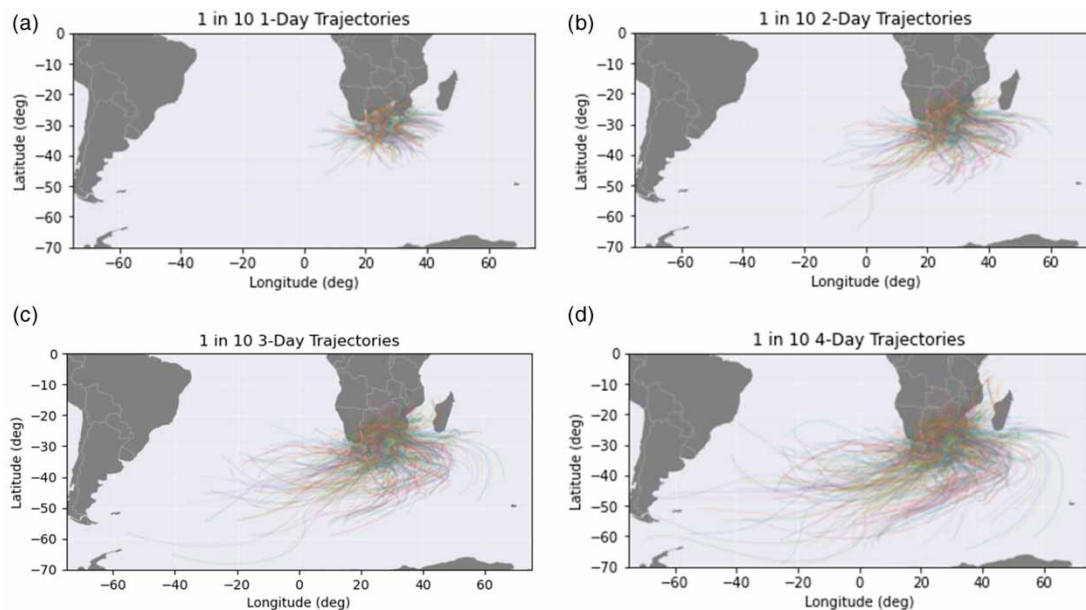 (a)
1 in 10 1-Day Trajectories
0
−10
−20
−30
−40
−50
−60
−70
Latitude (deg)
−60 −40 −20 0 20 40 60
Longitude (deg)
(b)
1 in 10 2-Day Trajectories
0
−10
−20
−30
−40
−50
−60
−70
Latitude (deg)
−60 −40 −20 0 20 40 60
Longitude (deg)
(c)
1 in 10 3-Day Trajectories
0
−10
−20
−30
−40
−50
−60
−70
Latitude (deg)
−60 −40 −20 0 20 40 60
Longitude (deg)
(d)
1 in 10 4-Day Trajectories
0
−10
−20
−30
−40
−50
−60
−70
Latitude (deg)
−60 −40 −20 0 20 40 60
Longitude (deg)